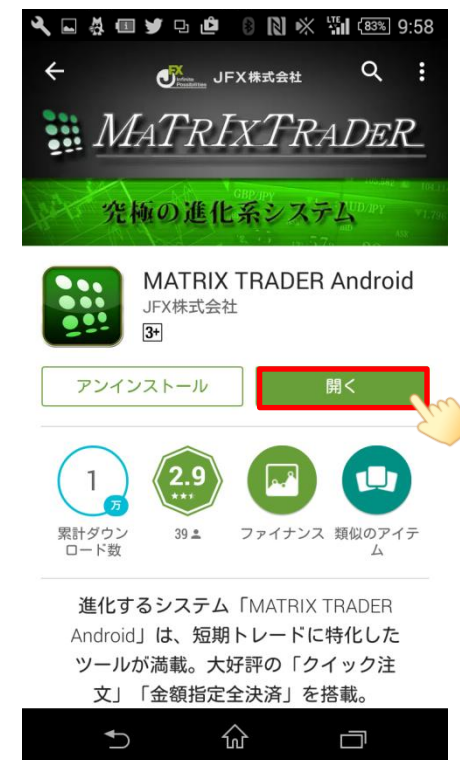 LTE 83% 9:58
JFX Infinite Possibilities JFX株式会社
MATRIXTRADER
GBP/JPY
究極の進化系システム
MATRIX TRADER Android
JFX株式会社
3+
アンインストール 開く
1 万 2.9
累計ダウン
ロード数
39
ファイナンス
類似のアイテ
ム
進化するシステム「MATRIX TRADER
Android」は、短期トレードに特化した
ツールが満載。大好評の「クイック注
文」「金額指定全決済」を搭載。